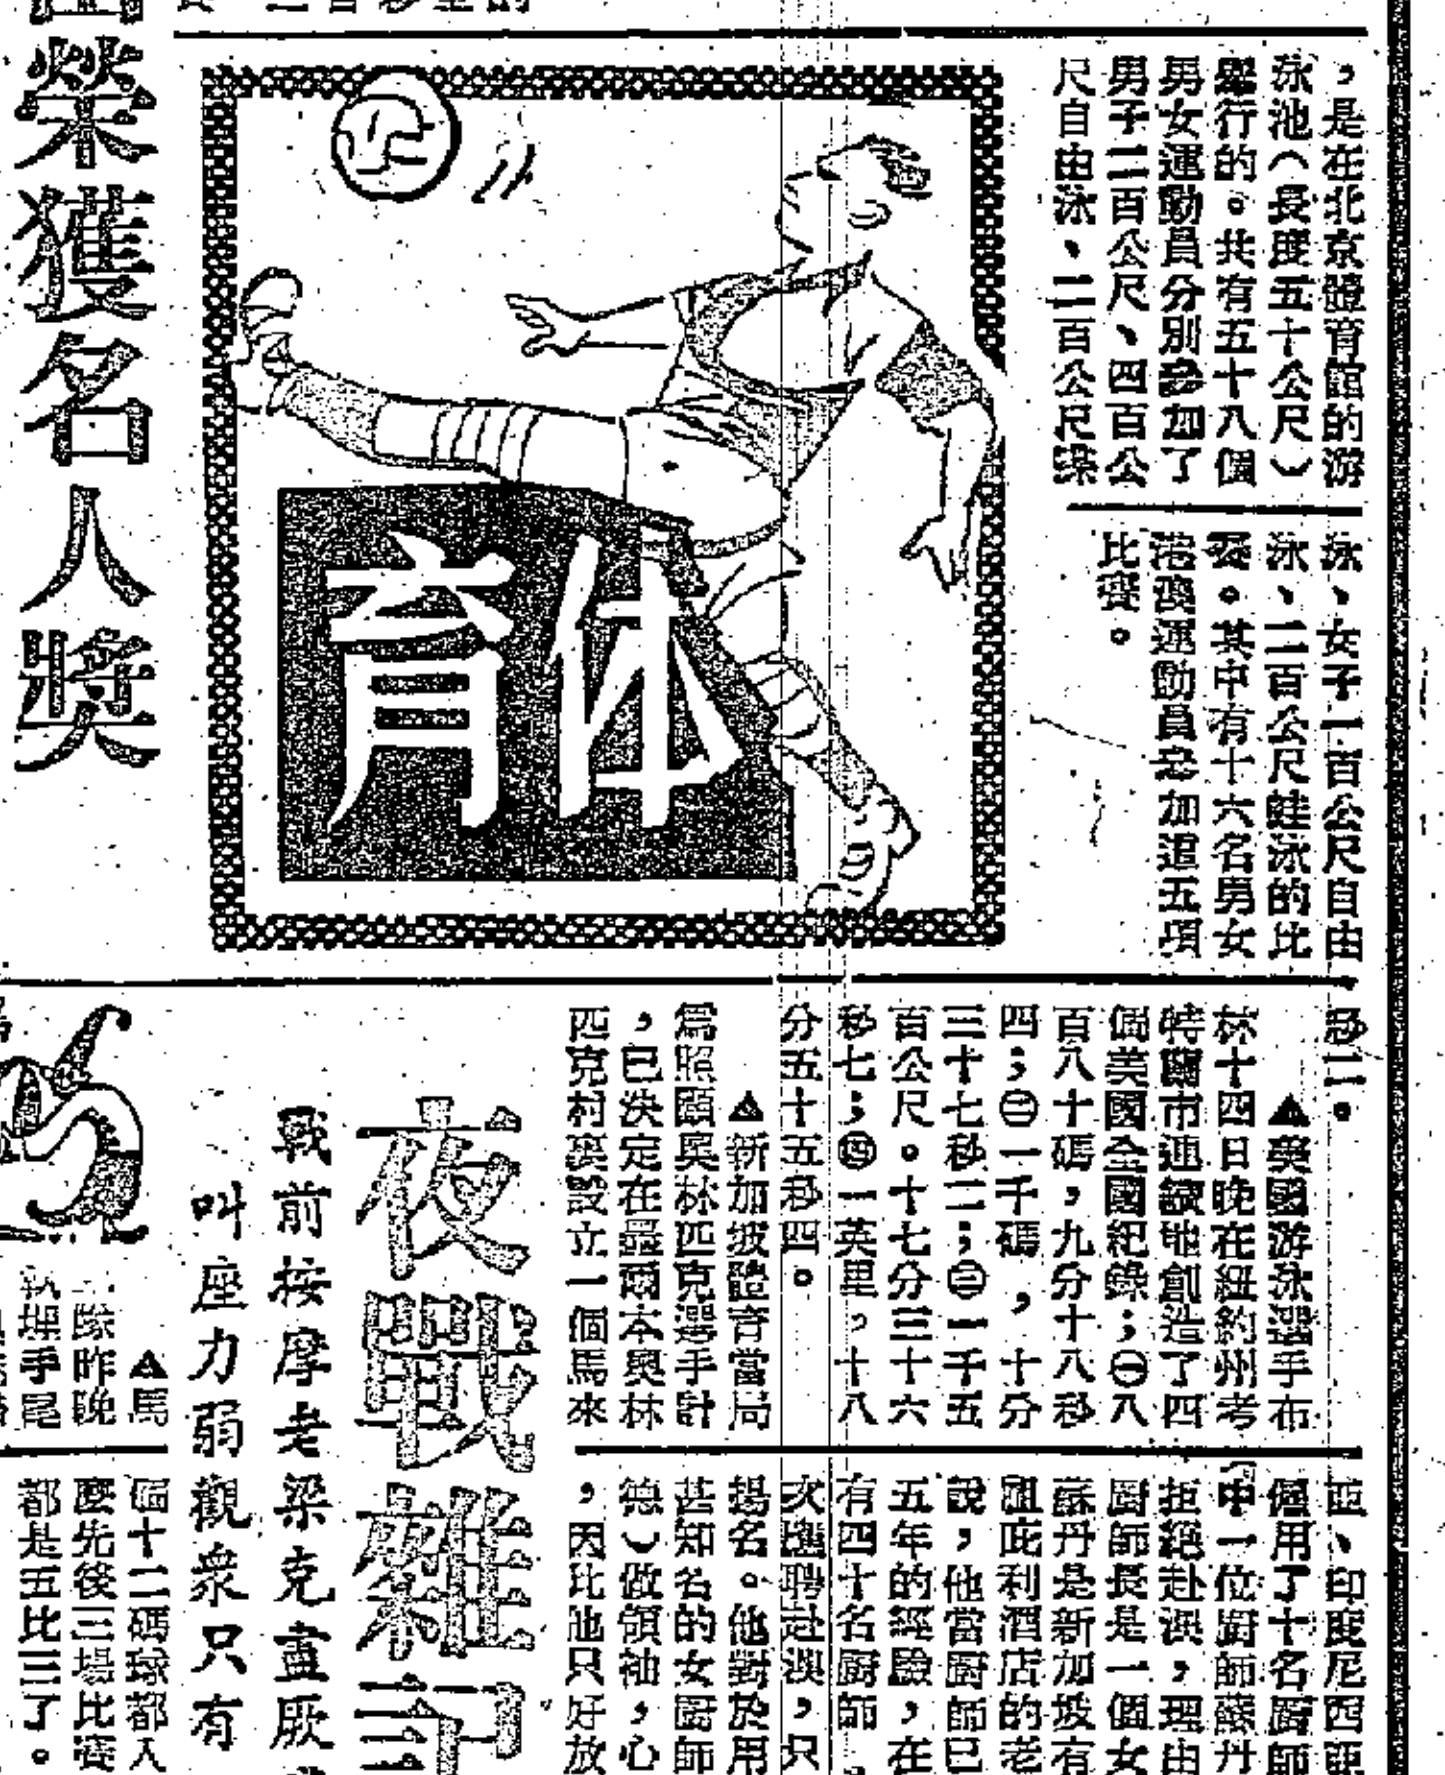 ，是在北京體育館的游
泳池（長度五十公尺）
舉行的。共有五十八個
男女運動員分別參加了
男子二百公尺、四百公
尺自由泳、二百公尺
泳、女子一百公尺自由
泳、二百公尺蛙泳的比
賽。其中有十六名男女
港澳運動員參加這五項
比賽。
体育
榮獲名人獎
秒二。
▲美國游泳選手布
林十四日晚在紐約州考
特蘭市連續地創造了四
個美國全國紀錄；㊀八
百八十碼，九分十八秒
四；㊁一千碼，十分
三十七秒二；㊂一千五
百公尺。十七分三十六
秒七；㊃一英里，十八
分五十五秒四。
▲新加坡體育當局
為照顧奧林匹克選手計
，已決定在墨爾本奧林
匹克村裏設立一個馬來
西、印度尼西亞
僱用了十名廚師
中一位廚師蘇丹
拒絕赴澳，理由
廚師長是一個女
蘇丹是新加坡有
的老
說，他當廚師已
五年的經驗，在
有四十名廚師，
次應聘赴澳，只
揚名。他對於用
甚知名的女廚師
德）做領袖，心
，因此他只好放
夜戰雜記
戰前按摩老梁克盡厥
叫座力弱觀衆只有
▲馬
除昨晚
手尾
個十二碼球都入
麼先後三場比賽
都是五比三了。